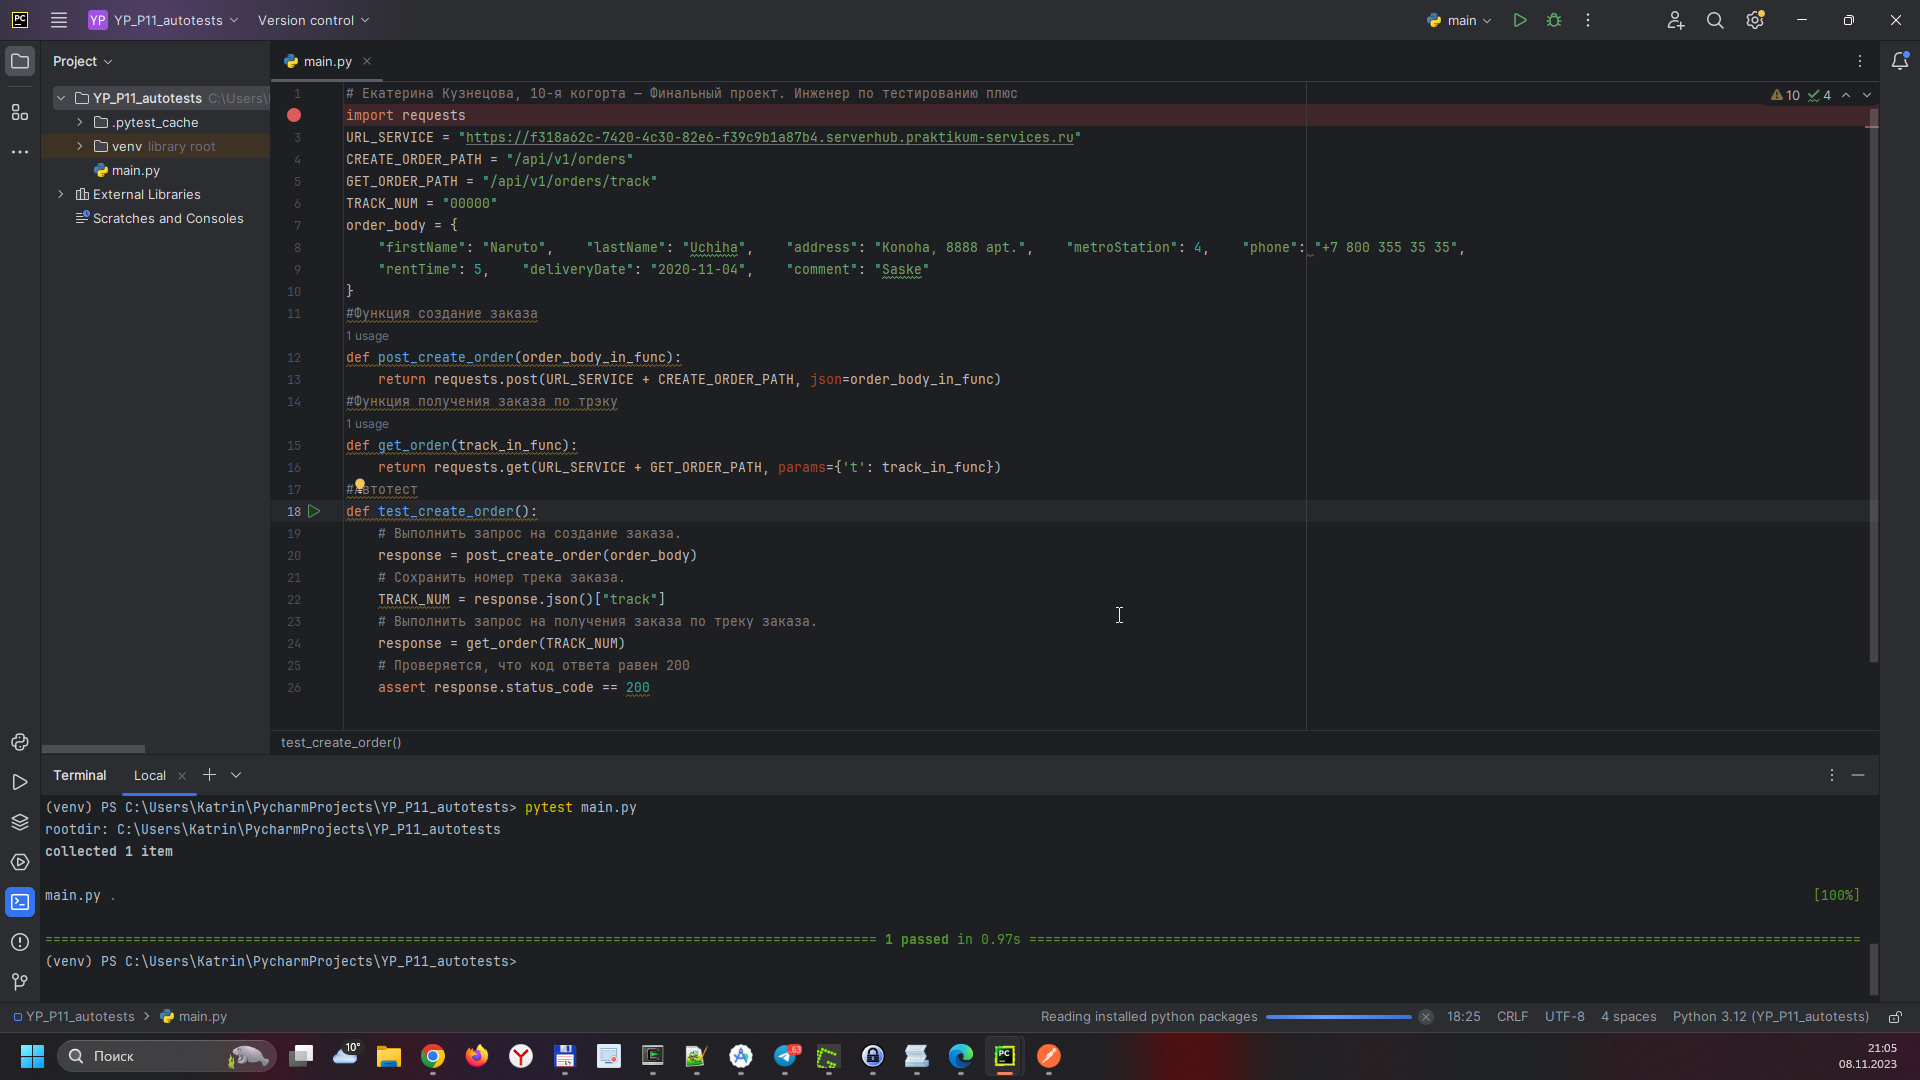 YP YP_P11_autotests Version control main
Project
main.py
YP_P11_autotests C:\Users\
.pytest_cache
venv library root
main.py
External Libraries
Scratches and Consoles
10 4
1 # Екатерина Кузнецова, 10-я когорта — Финальный проект. Инженер по тестированию плюс
import requests
3 URL_SERVICE = "https://f318a62c-7420-4c30-82e6-f39c9b1a87b4.serverhub.praktikum-services.ru"
4 CREATE_ORDER_PATH = "/api/v1/orders"
5 GET_ORDER_PATH = "/api/v1/orders/track"
6 TRACK_NUM = "00000"
7 order_body = {
8 "firstName": "Naruto", "lastName": "Uchiha", "address": "Konoha, 8888 apt.", "metroStation": 4, "phone": "+7 800 355 35 35",
9 "rentTime": 5, "deliveryDate": "2020-11-04", "comment": "Saske"
10 }
11 #Функция создание заказа
1 usage
12 def post_create_order(order_body_in_func):
13 return requests.post(URL_SERVICE + CREATE_ORDER_PATH, json=order_body_in_func)
14 #Функция получения заказа по трэку
1 usage
15 def get_order(track_in_func):
16 return requests.get(URL_SERVICE + GET_ORDER_PATH, params={'t': track_in_func})
17 #Автотест
18 def test_create_order():
19 # Выполнить запрос на создание заказа.
20 response = post_create_order(order_body)
21 # Сохранить номер трека заказа.
22 TRACK_NUM = response.json()["track"]
23 # Выполнить запрос на получения заказа по треку заказа.
24 response = get_order(TRACK_NUM)
25 # Проверяется, что код ответа равен 200
26 assert response.status_code == 200
test_create_order()
Terminal Local
(venv) PS C:\Users\Katrin\PycharmProjects\YP_P11_autotests> pytest main.py
rootdir: C:\Users\Katrin\PycharmProjects\YP_P11_autotests
collected 1 item
main.py . [100%]
1 passed in 0.97s
(venv) PS C:\Users\Katrin\PycharmProjects\YP_P11_autotests>
YP_P11_autotests > main.py Reading installed python packages 18:25 CRLF UTF-8 4 spaces Python 3.12 (YP_P11_autotests)
Поиск 10° 63 PC 21:05
08.11.2023